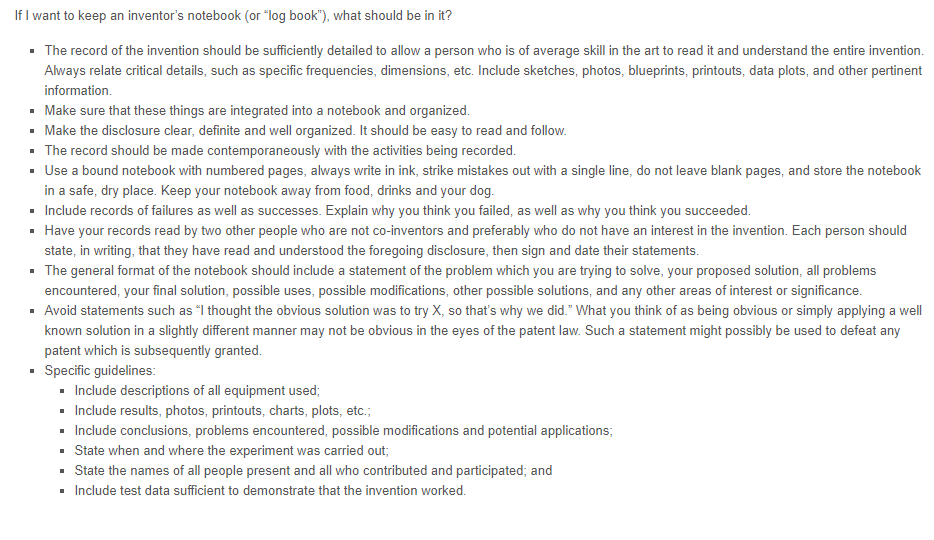 If I want to keep an inventor’s notebook (or “log book”), what should be in it?
▪ The record of the invention should be sufficiently detailed to allow a person who is of average skill in the art to read it and understand the entire invention.
Always relate critical details, such as specific frequencies, dimensions, etc. Include sketches, photos, blueprints, printouts, data plots, and other pertinent
information.
▪ Make sure that these things are integrated into a notebook and organized.
▪ Make the disclosure clear, definite and well organized. It should be easy to read and follow.
▪ The record should be made contemporaneously with the activities being recorded.
▪ Use a bound notebook with numbered pages, always write in ink, strike mistakes out with a single line, do not leave blank pages, and store the notebook
in a safe, dry place. Keep your notebook away from food, drinks and your dog.
▪ Include records of failures as well as successes. Explain why you think you failed, as well as why you think you succeeded.
▪ Have your records read by two other people who are not co-inventors and preferably who do not have an interest in the invention. Each person should
state, in writing, that they have read and understood the foregoing disclosure, then sign and date their statements.
▪ The general format of the notebook should include a statement of the problem which you are trying to solve, your proposed solution, all problems
encountered, your final solution, possible uses, possible modifications, other possible solutions, and any other areas of interest or significance.
▪ Avoid statements such as “I thought the obvious solution was to try X, so that’s why we did.” What you think of as being obvious or simply applying a well
known solution in a slightly different manner may not be obvious in the eyes of the patent law. Such a statement might possibly be used to defeat any
patent which is subsequently granted.
▪ Specific guidelines:
▪ Include descriptions of all equipment used;
▪ Include results, photos, printouts, charts, plots, etc.;
▪ Include conclusions, problems encountered, possible modifications and potential applications;
▪ State when and where the experiment was carried out;
▪ State the names of all people present and all who contributed and participated; and
▪ Include test data sufficient to demonstrate that the invention worked.